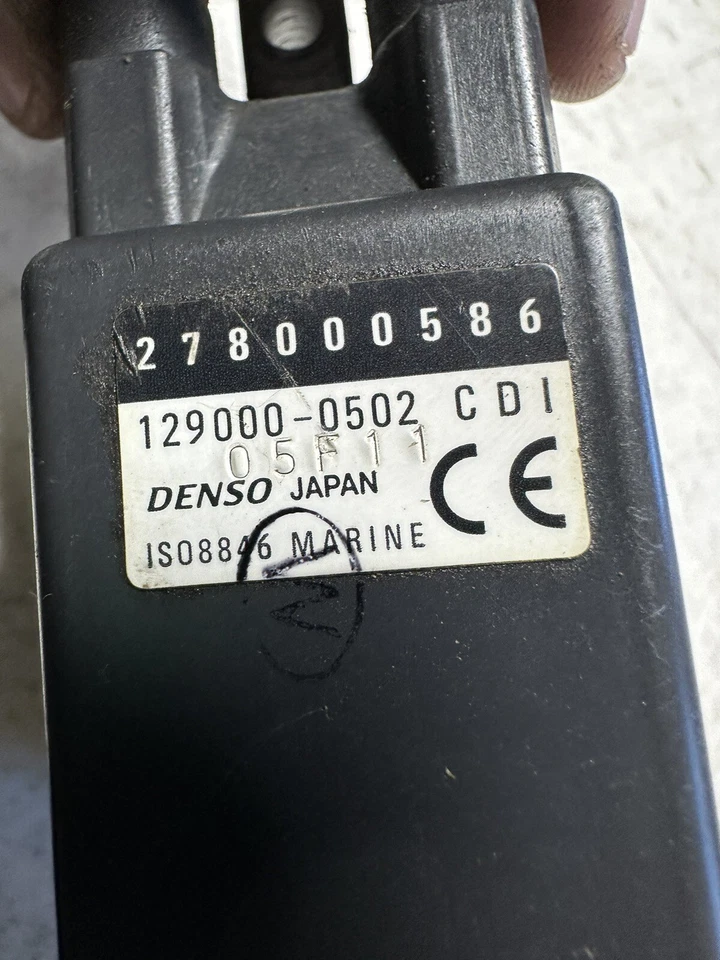 278000586
129000-0502 CDI
05F11
DENSO JAPAN CE
ISO8846 MARINE